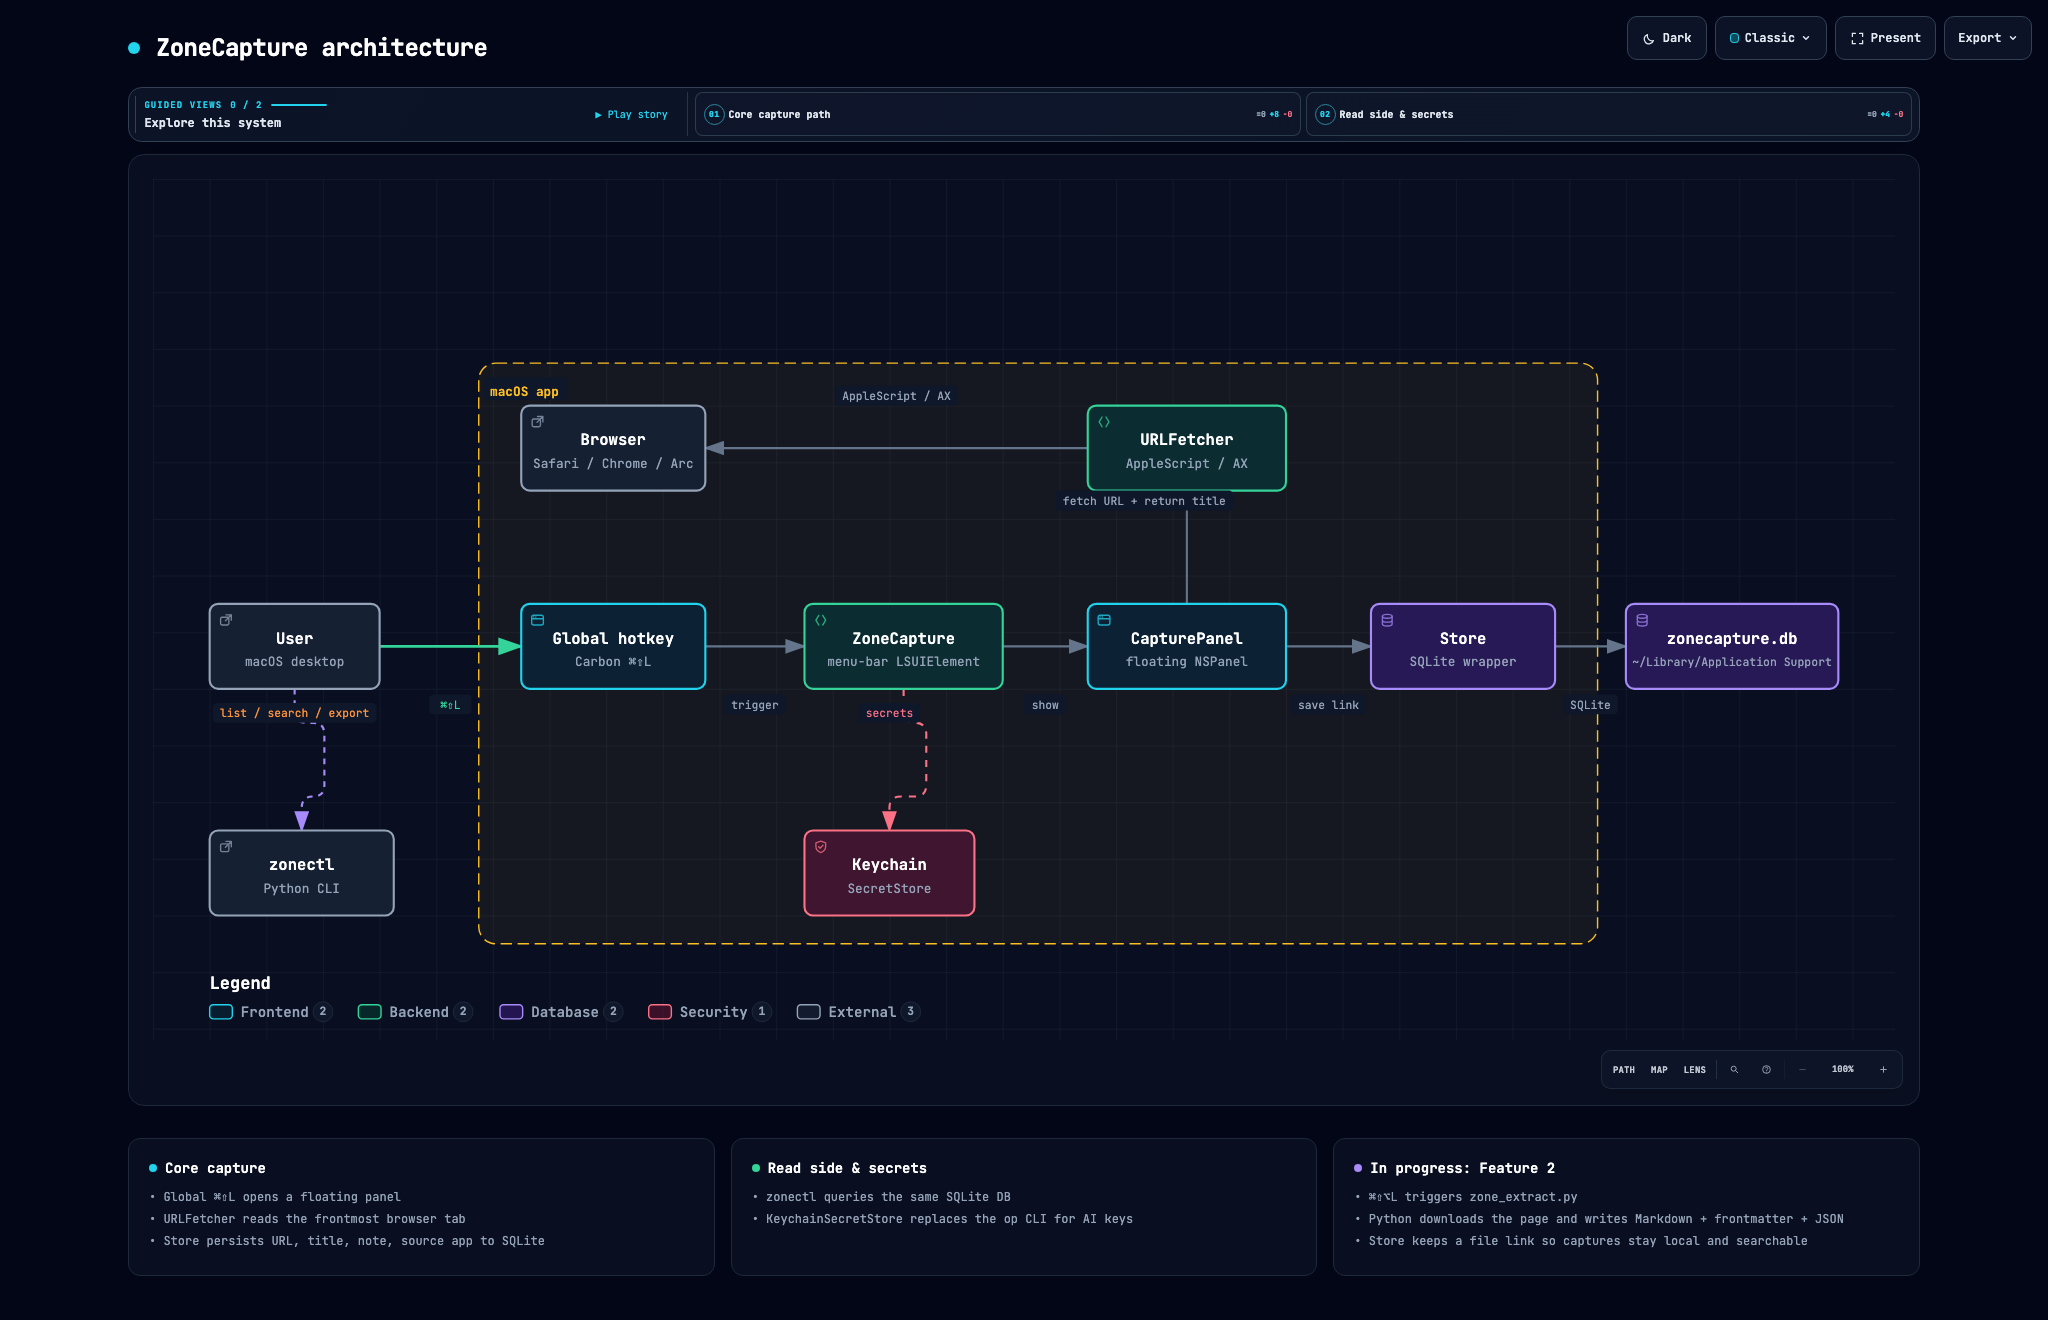 ZoneCapture architecture
Dark
Classic
Present
Export
GUIDED VIEWS 0 / 2
Explore this system
▶ Play story
01 Core capture path
=0 +8 -0
02 Read side & secrets
=0 +4 -0
macOS app
AppleScript / AX
Browser
Safari / Chrome / Arc
URLFetcher
AppleScript / AX
fetch URL + return title
User
macOS desktop
Global hotkey
Carbon ⌘⇧L
ZoneCapture
menu-bar LSUIElement
CapturePanel
floating NSPanel
Store
SQLite wrapper
zonecapture.db
~/Library/Application Support
list / search / export
⌘⇧L
trigger
secrets
show
save link
SQLite
zonectl
Python CLI
Keychain
SecretStore
Legend
Frontend 2
Backend 2
Database 2
Security 1
External 3
PATH
MAP
LENS
− 100% +
Core capture
• Global ⌘⇧L opens a floating panel
• URLFetcher reads the frontmost browser tab
• Store persists URL, title, note, source app to SQLite
Read side & secrets
• zonectl queries the same SQLite DB
• KeychainSecretStore replaces the op CLI for AI keys
In progress: Feature 2
• ⌘⇧⌥L triggers zone_extract.py
• Python downloads the page and writes Markdown + frontmatter + JSON
• Store keeps a file link so captures stay local and searchable